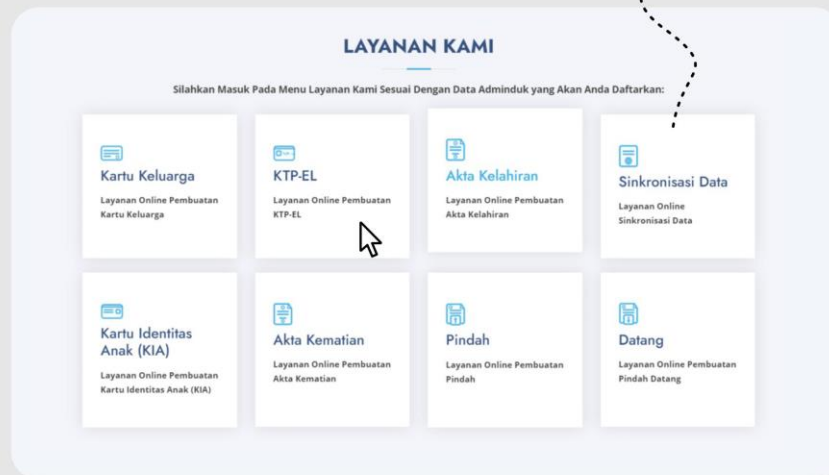 LAYANAN KAMI
Silahkan Masuk Pada Menu Layanan Kami Sesuai Dengan Data Adminduk yang Akan Anda Daftarkan:
Kartu Keluarga
Layanan Online Pembuatan
Kartu Keluarga
KTP-EL
Layanan Online Pembuatan
KTP-EL
Akta Kelahiran
Layanan Online Pembuatan
Akta Kelahiran
Sinkronisasi Data
Layanan Online
Sinkronisasi Data
Kartu Identitas
Anak (KIA)
Layanan Online Pembuatan
Kartu Identitas Anak (KIA)
Akta Kematian
Layanan Online Pembuatan
Akta Kematian
Pindah
Layanan Online Pembuatan
Pindah
Datang
Layanan Online Pembuatan
Pindah Datang